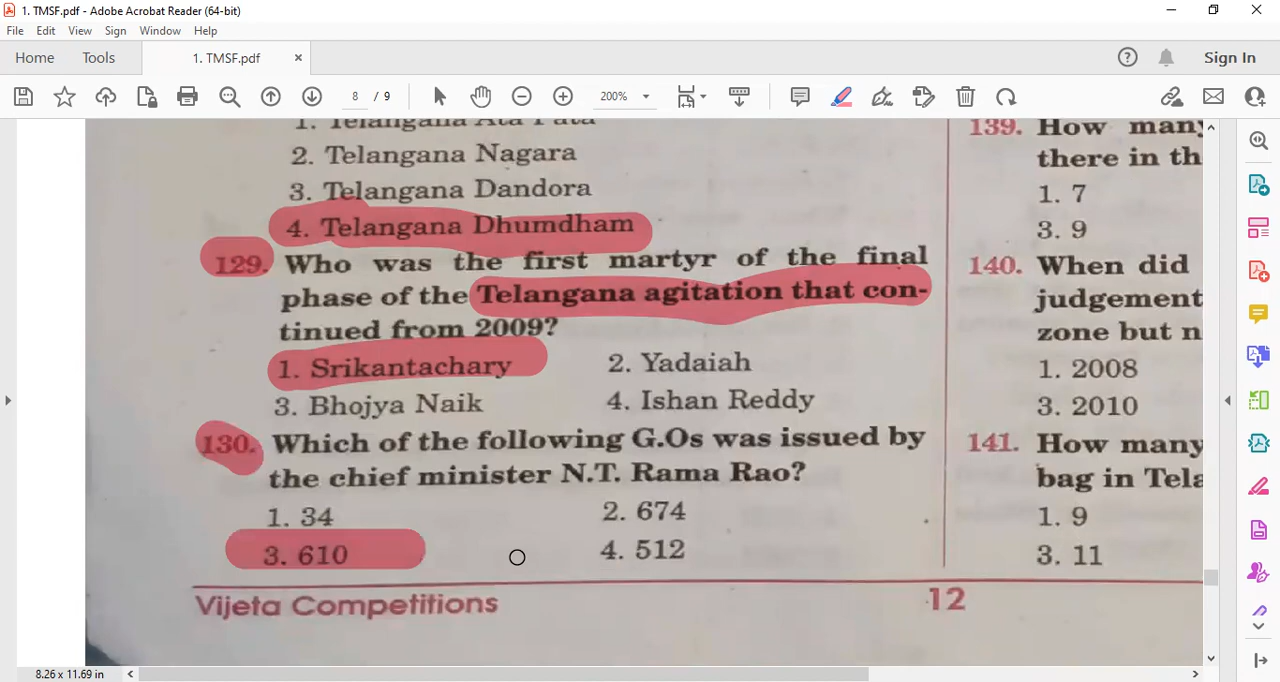 1. TMSF.pdf - Adobe Acrobat Reader (64-bit)
File Edit View Sign Window Help
Home Tools 1. TMSF.pdf × Sign In
8 / 9 200%
1. Telangana Ata Pata
2. Telangana Nagara
3. Telangana Dandora
4. Telangana Dhumdham
129. Who was the first martyr of the final
phase of the Telangana agitation that con-
tinued from 2009?
1. Srikantachary 2. Yadaiah
3. Bhojya Naik 4. Ishan Reddy
130. Which of the following G.Os was issued by
the chief minister N.T. Rama Rao?
1. 34 2. 674
3. 610 4. 512
Vijeta Competitions 12
139. How many
there in th
1. 7
3. 9
140. When did
judgement
zone but n
1. 2008
3. 2010
141. How many
bag in Tela
1. 9
3. 11
8.26 x 11.69 in